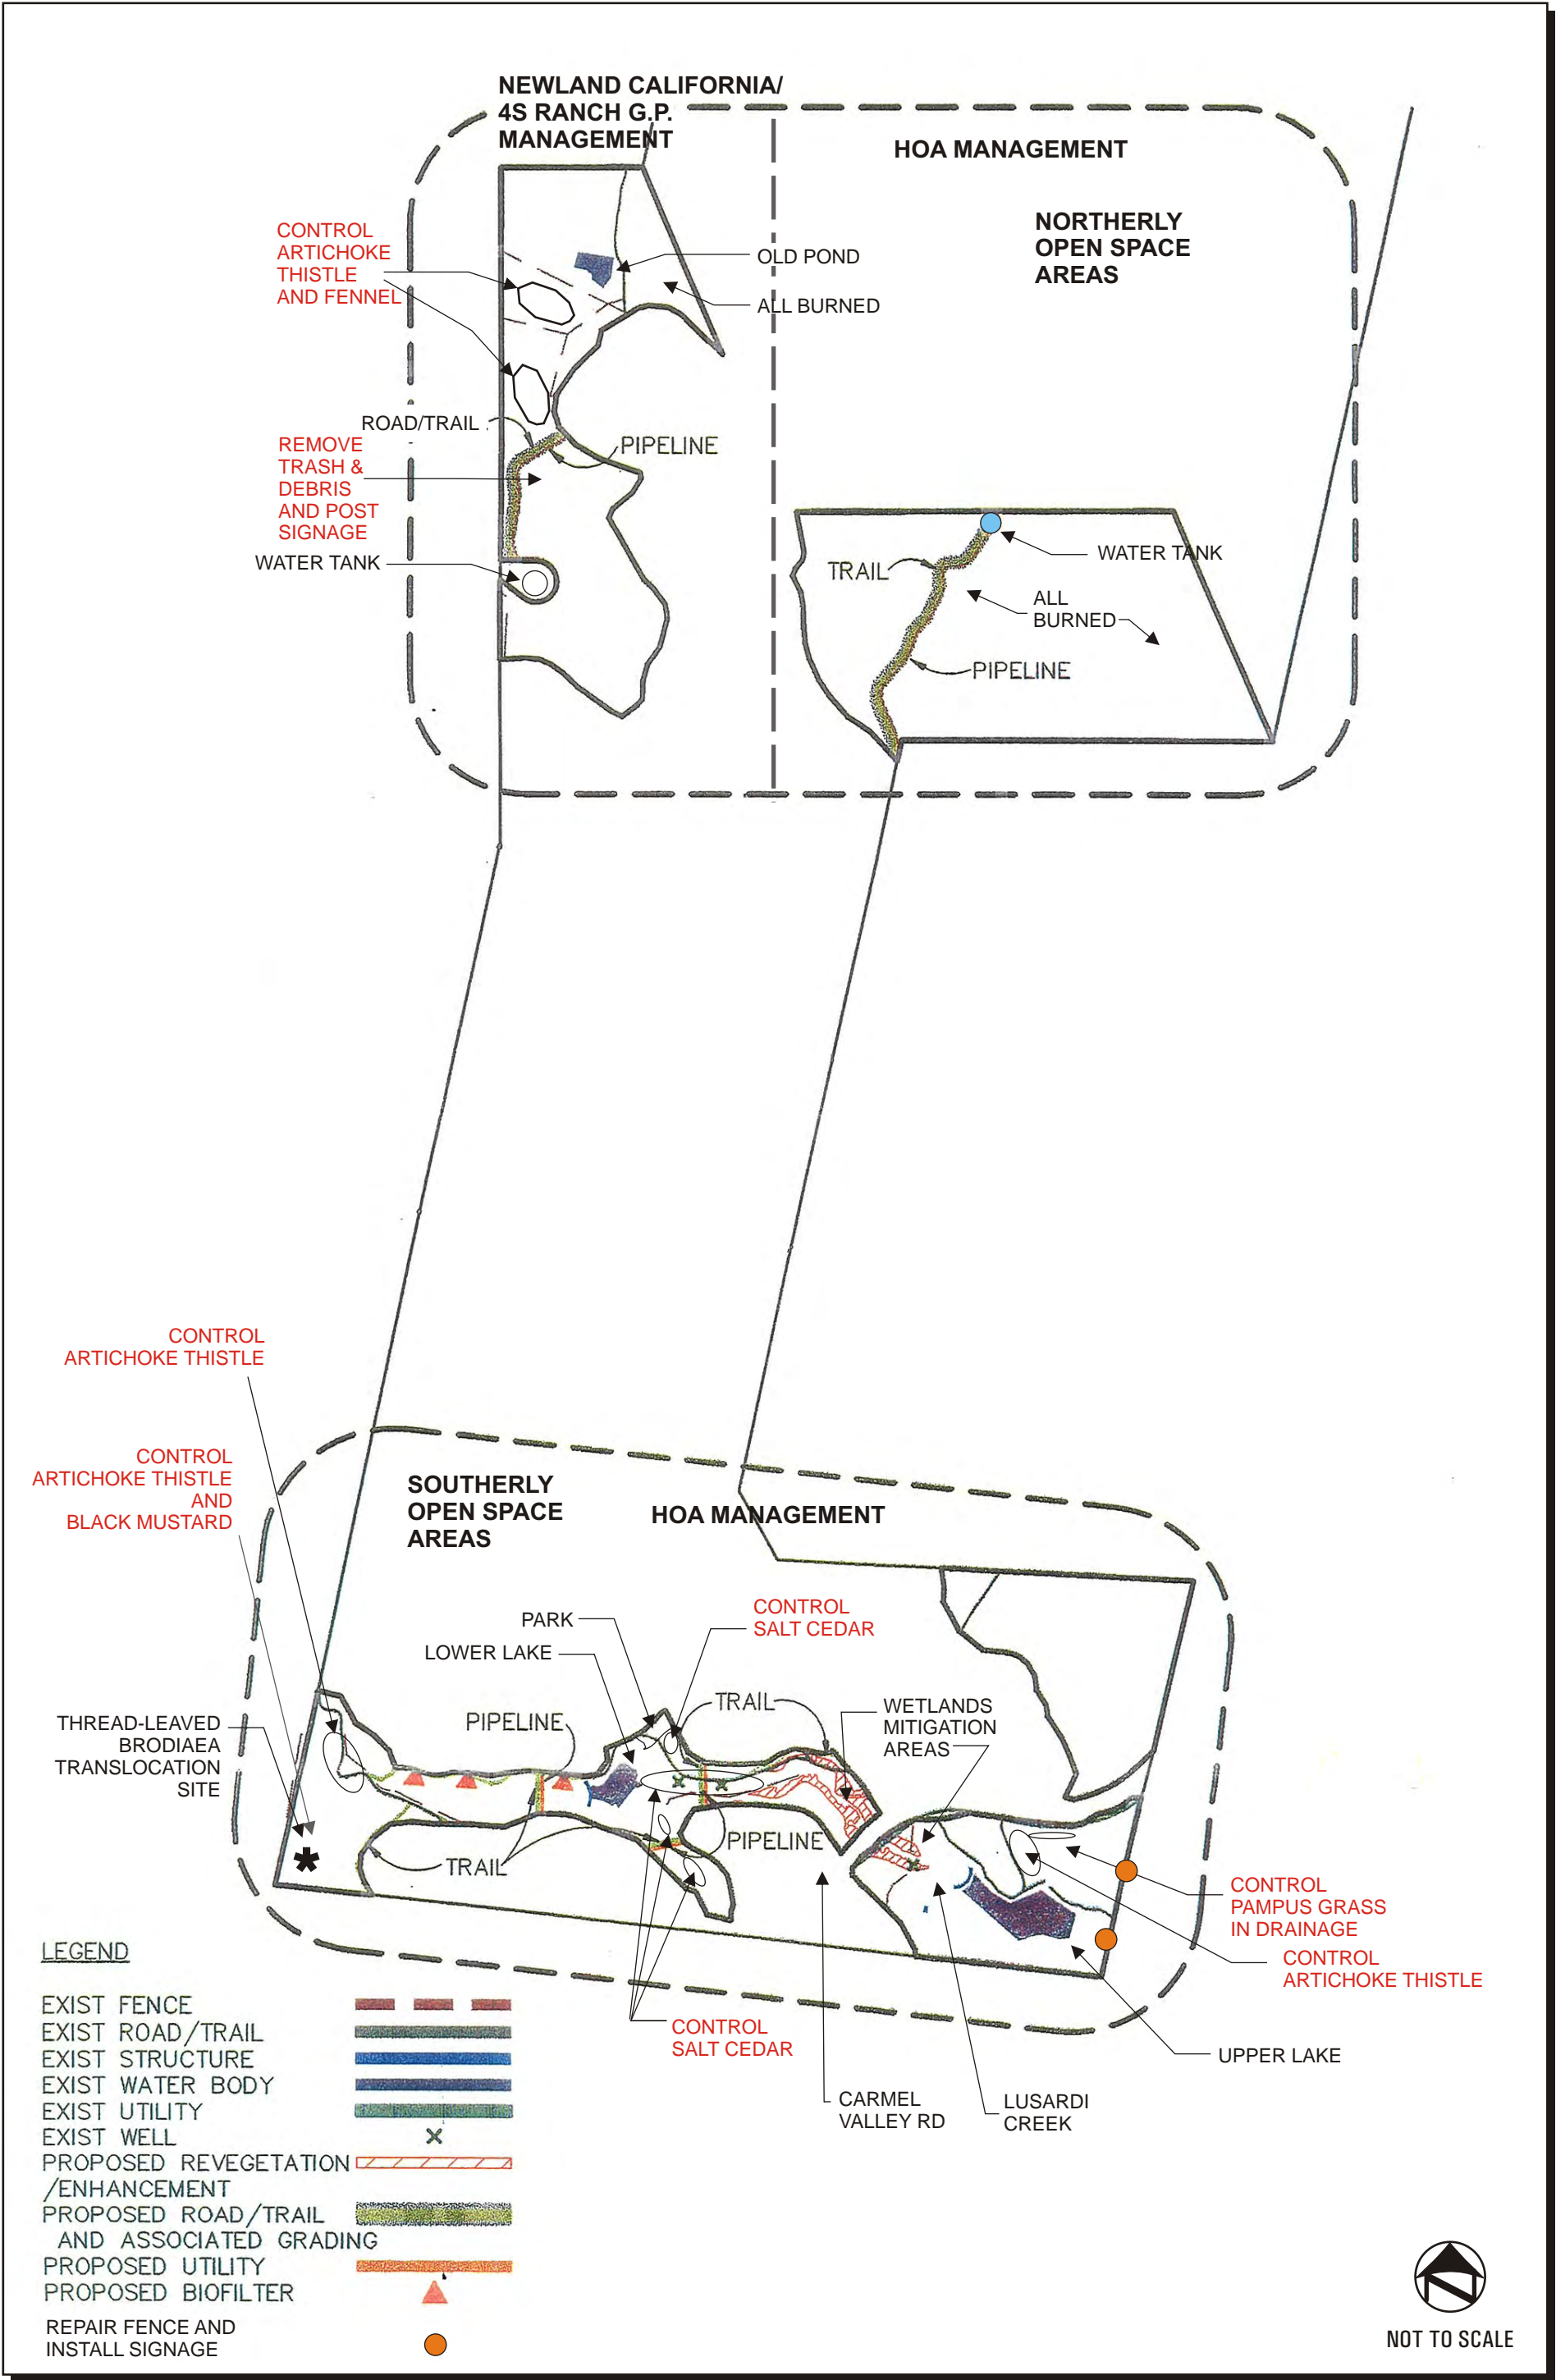 NEWLAND CALIFORNIA/
4S RANCH G.P.
MANAGEMENT
HOA MANAGEMENT
NORTHERLY
OPEN SPACE
AREAS
CONTROL
ARTICHOKE
THISTLE
AND FENNEL
OLD POND
ALL BURNED
ROAD/TRAIL
PIPELINE
REMOVE
TRASH &
DEBRIS
AND POST
SIGNAGE
WATER TANK
WATER TANK
TRAIL
ALL
BURNED
PIPELINE
CONTROL
ARTICHOKE THISTLE
CONTROL
ARTICHOKE THISTLE
AND
BLACK MUSTARD
SOUTHERLY
OPEN SPACE
AREAS
HOA MANAGEMENT
PARK
CONTROL
SALT CEDAR
LOWER LAKE
TRAIL
WETLANDS
MITIGATION
AREAS
PIPELINE
THREAD-LEAVED
BRODIAEA
TRANSLOCATION
SITE
PIPELINE
TRAIL
CONTROL
PAMPUS GRASS
IN DRAINAGE
CONTROL
ARTICHOKE THISTLE
CONTROL
SALT CEDAR
UPPER LAKE
CARMEL
VALLEY RD
LUSARDI
CREEK
LEGEND
EXIST FENCE
EXIST ROAD/TRAIL
EXIST STRUCTURE
EXIST WATER BODY
EXIST UTILITY
EXIST WELL
PROPOSED REVEGETATION
/ENHANCEMENT
PROPOSED ROAD/TRAIL
AND ASSOCIATED GRADING
PROPOSED UTILITY
PROPOSED BIOFILTER
REPAIR FENCE AND
INSTALL SIGNAGE
N
NOT TO SCALE